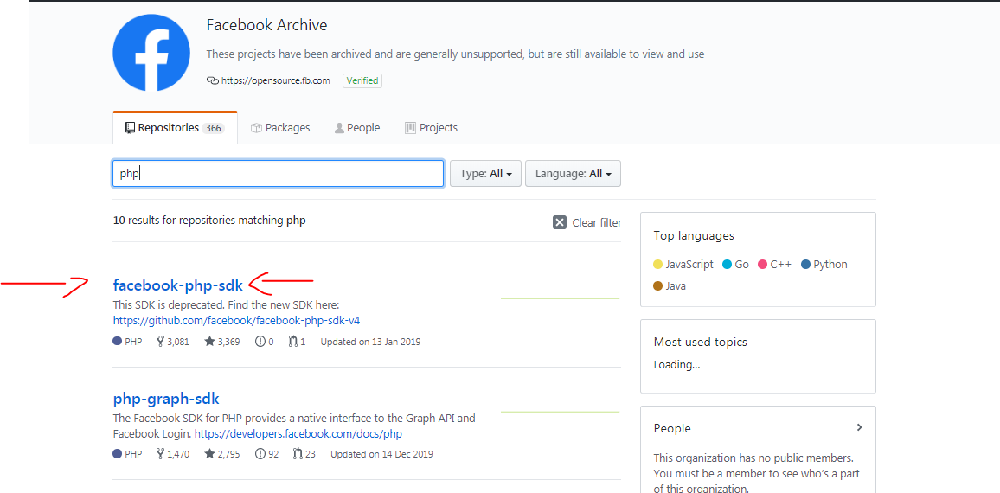 Facebook Archive
These projects have been archived and are generally unsupported, but are still available to view and use
https://opensource.fb.com Verified
Repositories 366 Packages People Projects
php Type: All Language: All
10 results for repositories matching php
Clear filter
facebook-php-sdk
This SDK is deprecated. Find the new SDK here:
https://github.com/facebook/facebook-php-sdk-v4
PHP 3,081 3,369 0 1 Updated on 13 Jan 2019
php-graph-sdk
The Facebook SDK for PHP provides a native interface to the Graph API and
Facebook Login. https://developers.facebook.com/docs/php
PHP 1,470 2,795 92 23 Updated on 14 Dec 2019
Top languages
JavaScript Go C++ Python
Java
Most used topics
Loading...
People
This organization has no public members.
You must be a member to see who's a part
of this organization.